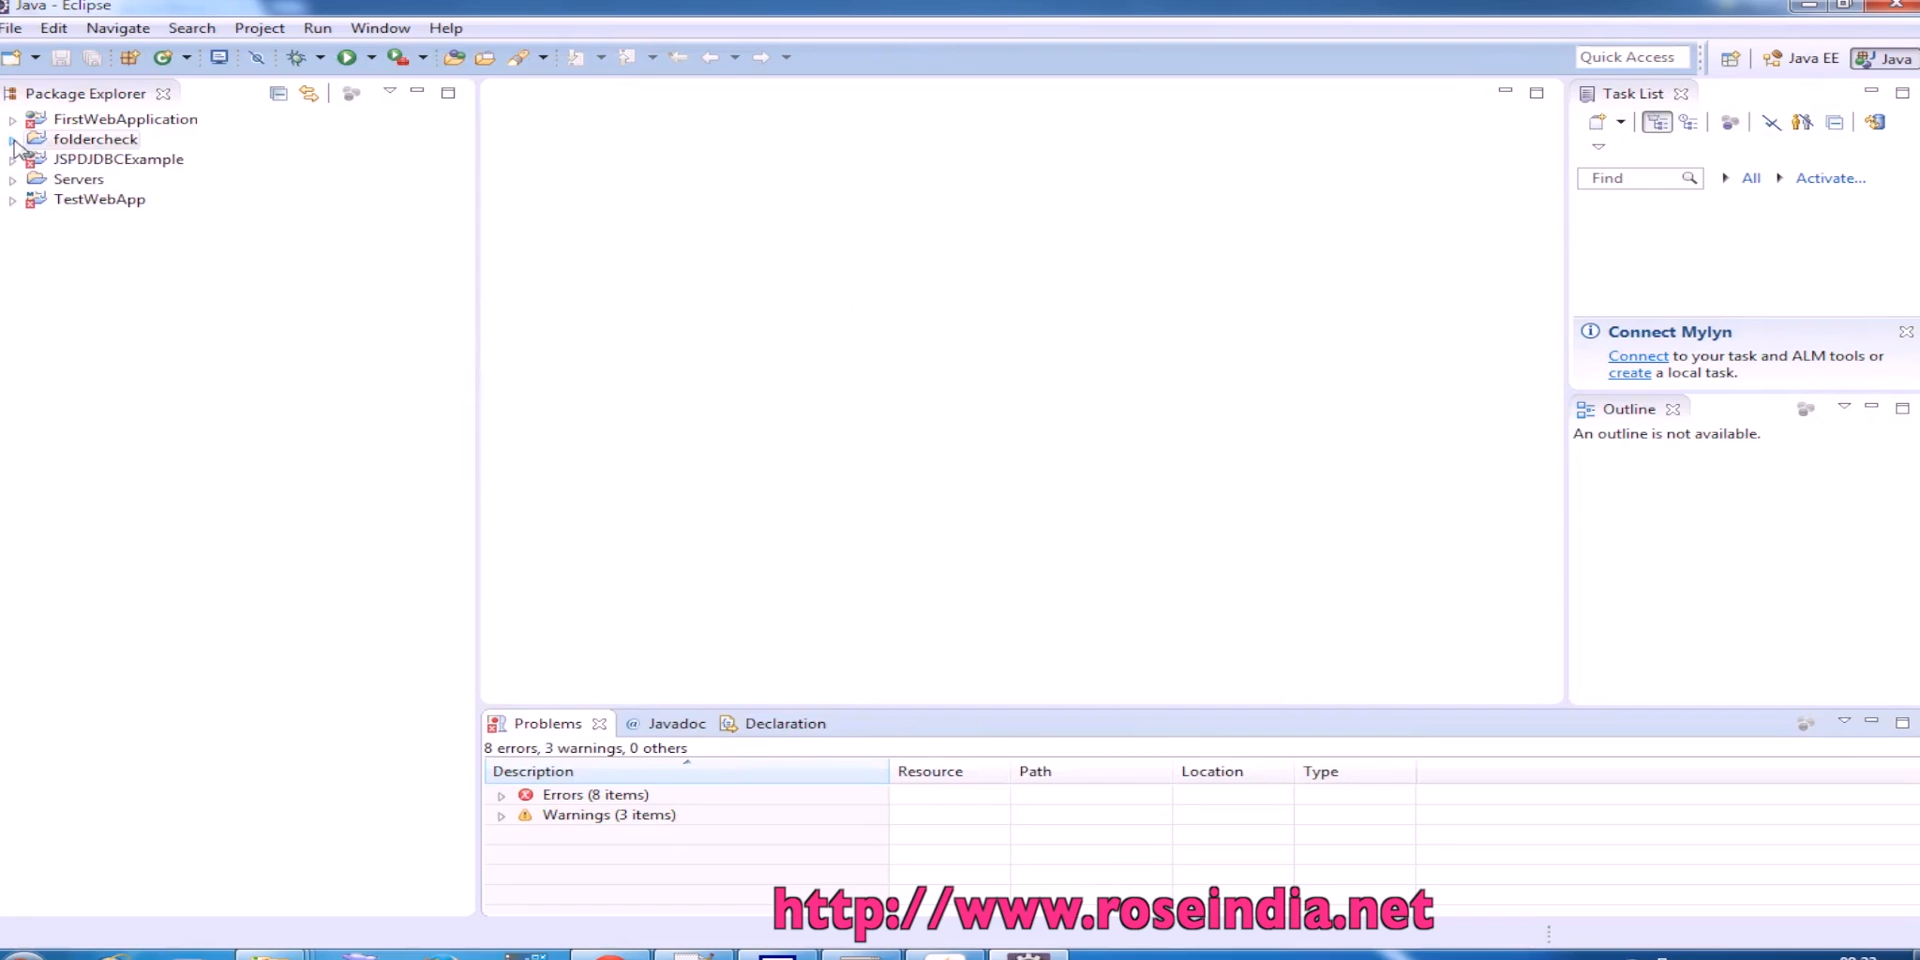 Java - Eclipse
File Edit Navigate Search Project Run Window Help
Quick Access Java EE Java
Package Explorer
FirstWebApplication
foldercheck
JSPDJDBCExample
Servers
TestWebApp
Task List
Find All Activate...
Connect Mylyn
Connect to your task and ALM tools or
create a local task.
Outline
An outline is not available.
Problems @ Javadoc Declaration
8 errors, 3 warnings, 0 others
Description Resource Path Location Type
Errors (8 items)
Warnings (3 items)
http://www.roseindia.net